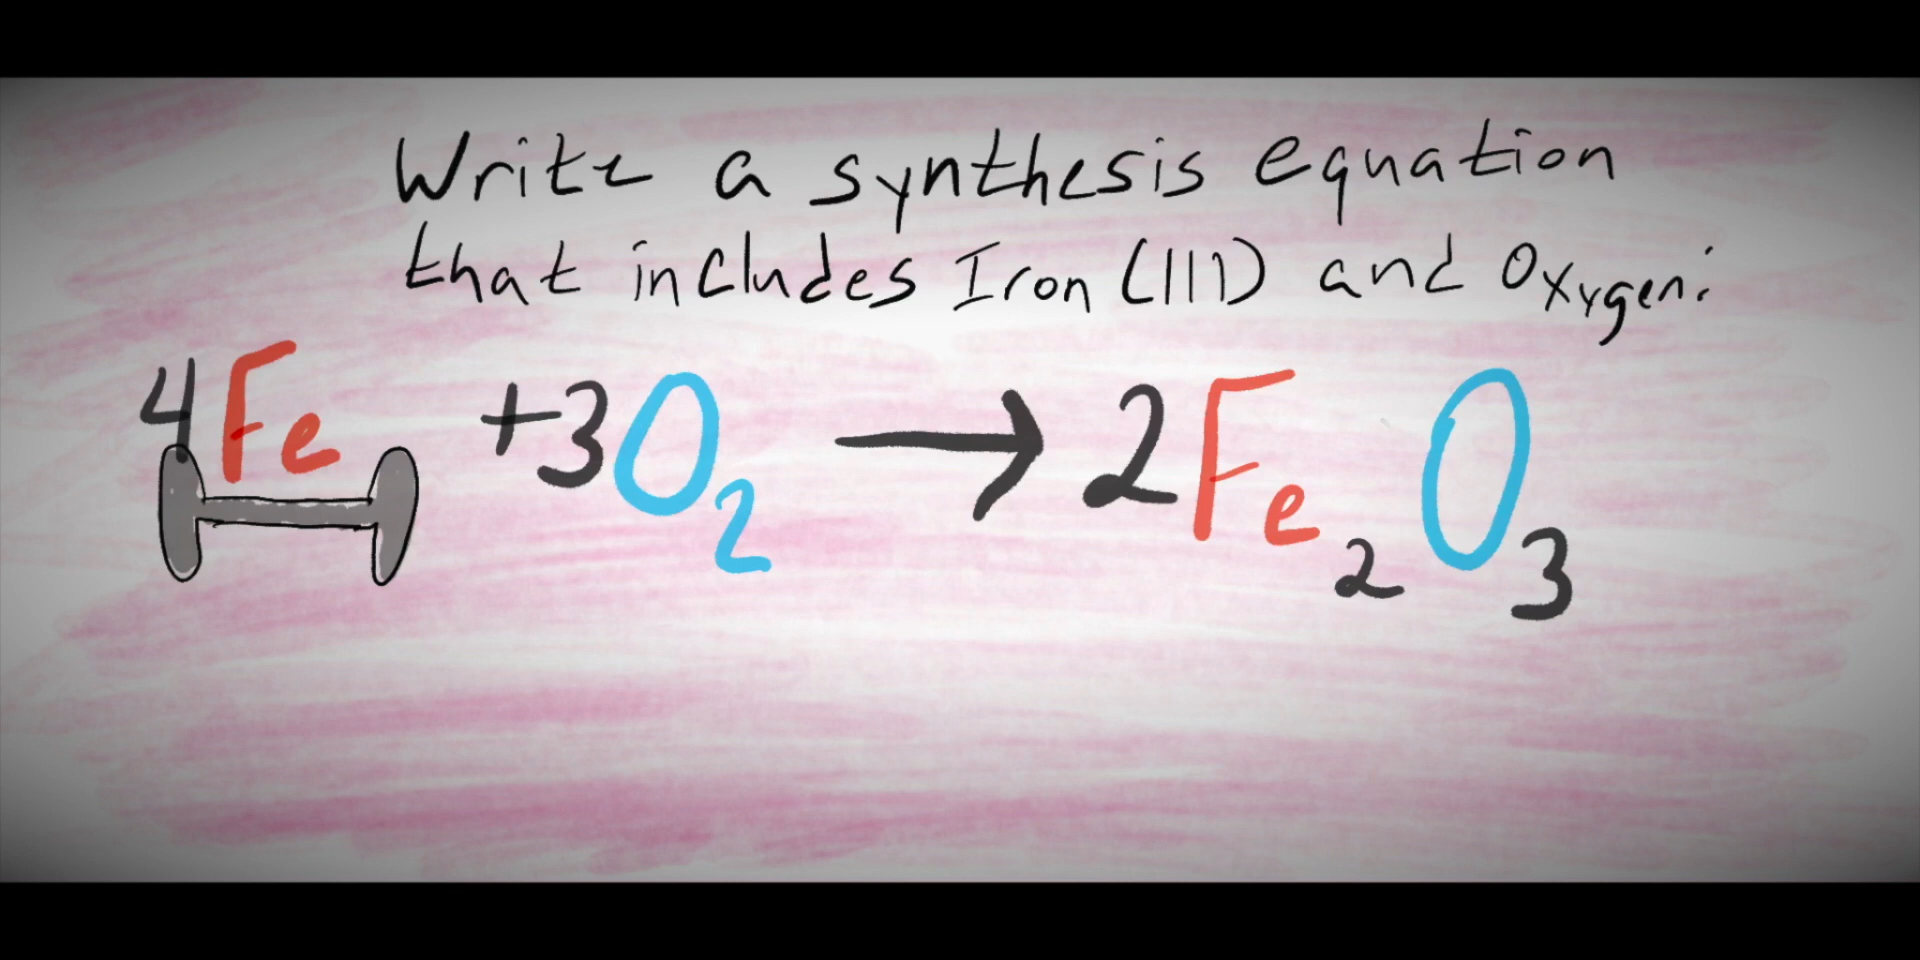 Write a synthesis equation
that includes Iron (III) and Oxygen:
4Fe +3O₂ → 2Fe₂O₃